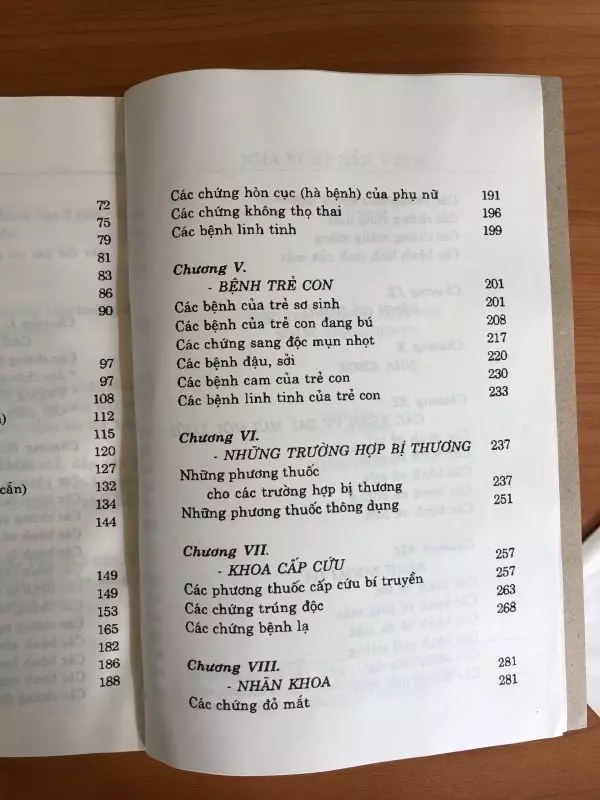 72
75
79
81
83
86
90
97
97
108
112
115
120
127
cắn) 132
134
144
149
149
153
165
182
186
188
Các chứng hòn cục (hà bệnh) của phụ nữ 191
Các chứng không thọ thai 196
Các bệnh linh tinh 199
Chương V.
- BỆNH TRẺ CON 201
Các bệnh của trẻ sơ sinh 201
Các bệnh của trẻ con đang bú 208
Các chứng sang độc mụn nhọt 217
Các bệnh đậu, sởi 220
Các bệnh cam của trẻ con 230
Các bệnh linh tinh của trẻ con 233
Chương VI.
- NHỮNG TRƯỜNG HỢP BỊ THƯƠNG 237
Những phương thuốc
cho các trường hợp bị thương 237
Những phương thuốc thông dụng 251
Chương VII.
- KHOA CẤP CỨU 257
Các phương thuốc cấp cứu bí truyền 257
Các chứng trúng độc 263
Các chứng bệnh lạ 268
Chương VIII.
- NHÃN KHOA 281
Các chứng đỏ mắt 281